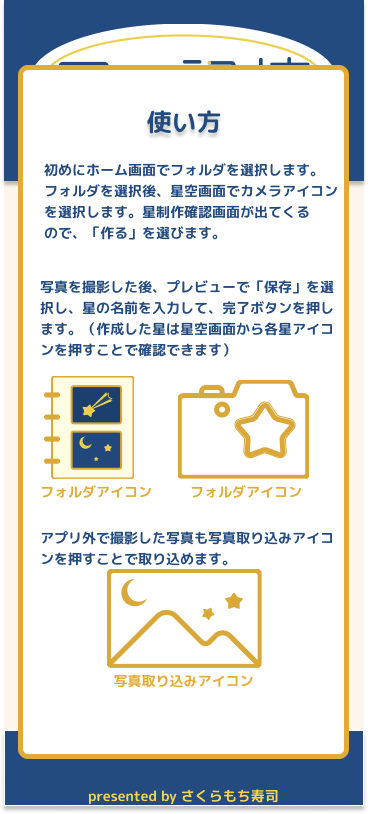 使い方
初めにホーム画面でフォルダを選択します。
フォルダを選択後、星空画面でカメラアイコン
を選択します。星制作確認画面が出てくる
ので、「作る」を選びます。
写真を撮影した後、プレビューで「保存」を選
択し、星の名前を入力して、完了ボタンを押し
ます。（作成した星は星空画面から各星アイコ
ンを押すことで確認できます）
フォルダアイコン
フォルダアイコン
アプリ外で撮影した写真も写真取り込みアイコ
ンを押すことで取り込めます。
写真取り込みアイコン
presented by さくらもち寿司